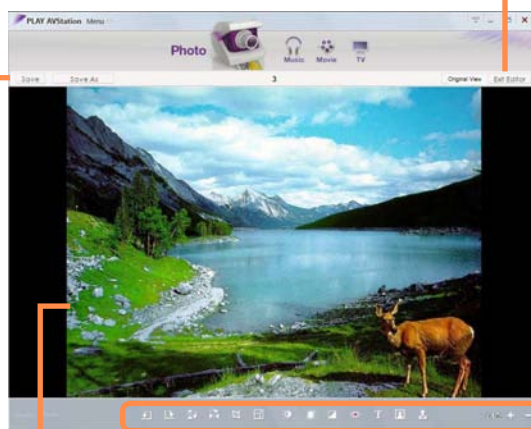 PLAY AVStation Menu
Photo
Music Movie TV
Save Save As 3 Original View Exit Editor
T